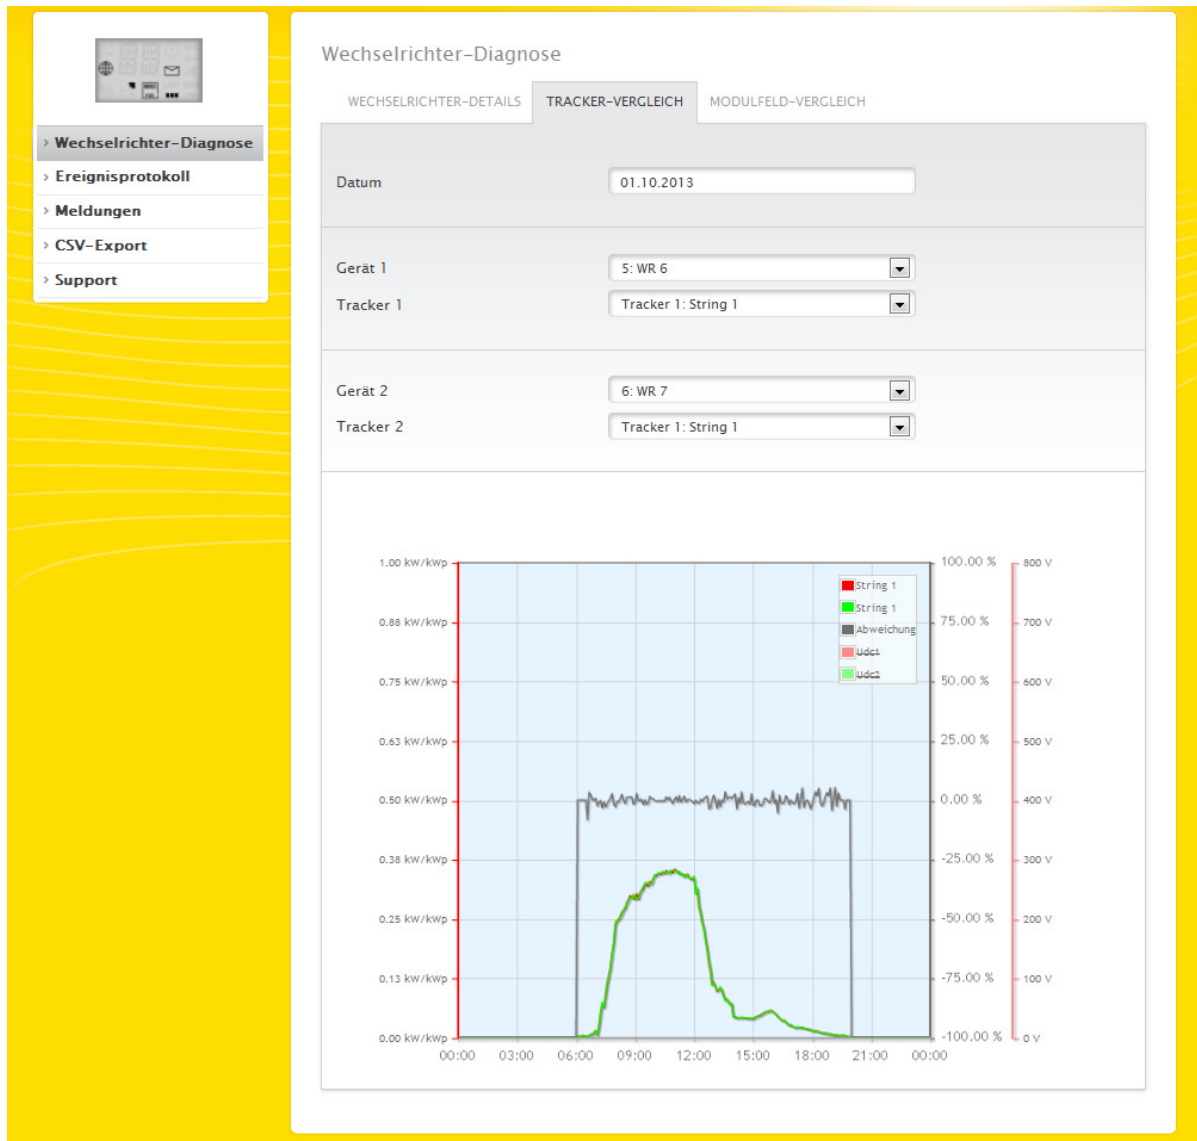 Wechselrichter-Diagnose
Ereignisprotokoll
Meldungen
CSV-Export
Support
Wechselrichter-Diagnose
WECHSELRICHTER-DETAILS TRACKER-VERGLEICH MODULFELD-VERGLEICH
Datum 01.10.2013
Gerät 1 5: WR 6
Tracker 1 Tracker 1: String 1
Gerät 2 6: WR 7
Tracker 2 Tracker 1: String 1
1.00 kW/kWp 100.00 % 800 V
String 1
String 1
0.88 kW/kWp 75.00 % 700 V
Abweichung
Udc1
Udc2
0.75 kW/kWp 50.00 % 600 V
0.63 kW/kWp 25.00 % 500 V
0.50 kW/kWp 0.00 % 400 V
0.38 kW/kWp -25.00 % 300 V
0.25 kW/kWp -50.00 % 200 V
0.13 kW/kWp -75.00 % 100 V
0.00 kW/kWp -100.00 % 0 V
00:00 03:00 06:00 09:00 12:00 15:00 18:00 21:00 00:00